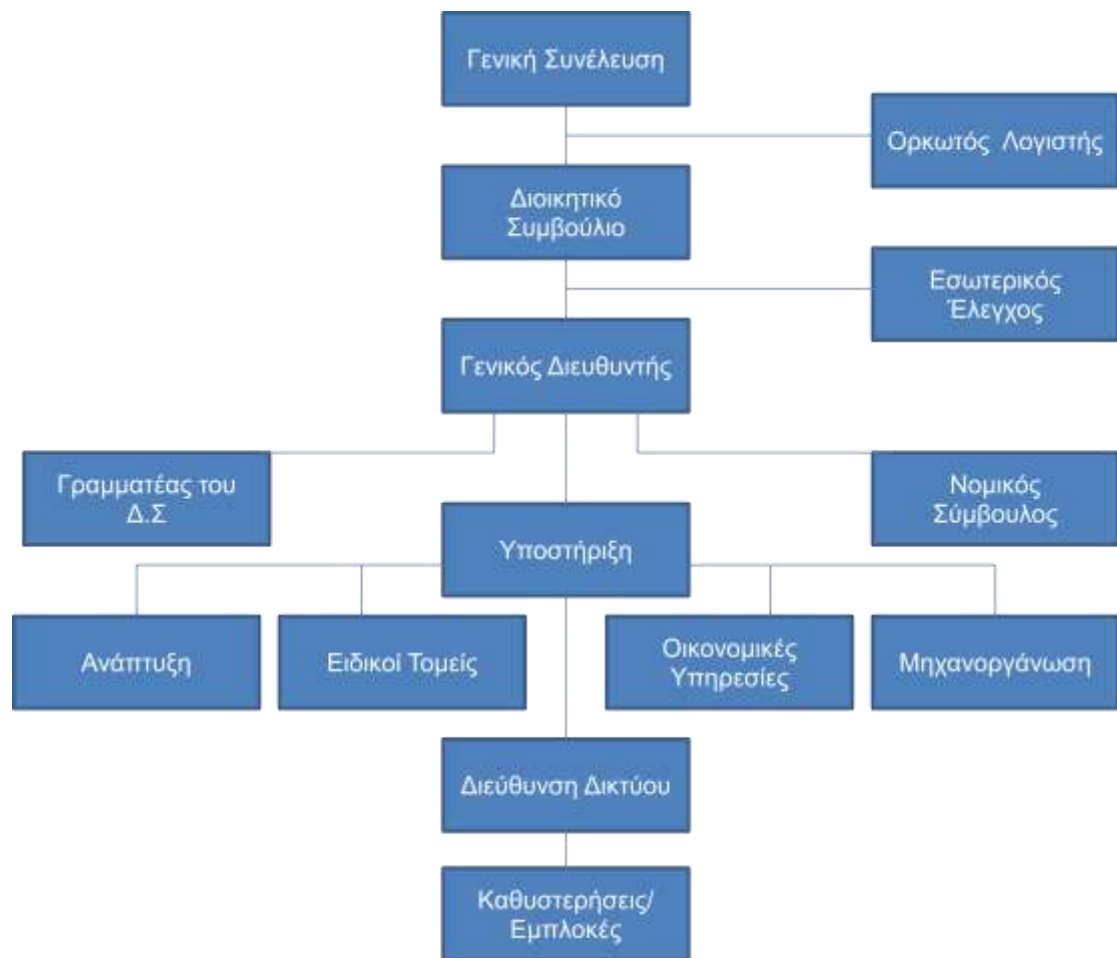 Γενική Συνέλευση
Ορκωτός Λογιστής
Διοικητικό
Συμβούλιο
Εσωτερικός
Έλεγχος
Γενικός Διευθυντής
Γραμματέας του
Δ.Σ
Νομικός
Σύμβουλος
Υποστήριξη
Ανάπτυξη
Ειδικοί Τομείς
Οικονομικές
Υπηρεσίες
Μηχανοργάνωση
Διεύθυνση Δικτύου
Καθυστερήσεις/
Εμπλοκές